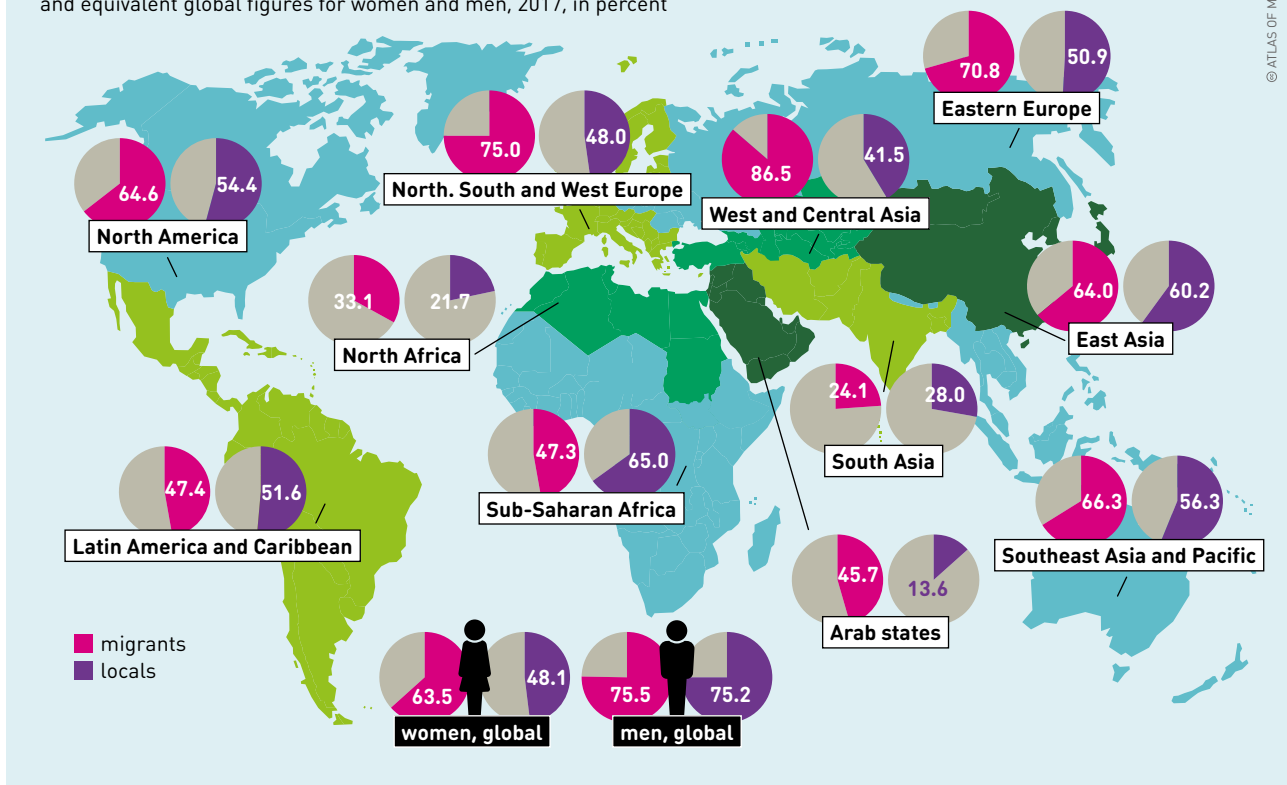 and equivalent global figures for women and men, 2017, in percent
© ATLAS OF M
70.8
50.9
Eastern Europe
75.0
48.0
North. South and West Europe
86.5
41.5
West and Central Asia
64.6
54.4
North America
33.1
21.7
North Africa
64.0
60.2
East Asia
24.1
28.0
South Asia
47.3
65.0
Sub-Saharan Africa
47.4
51.6
Latin America and Caribbean
66.3
56.3
Southeast Asia and Pacific
45.7
13.6
Arab states
migrants
locals
63.5
48.1
women, global
75.5
75.2
men, global